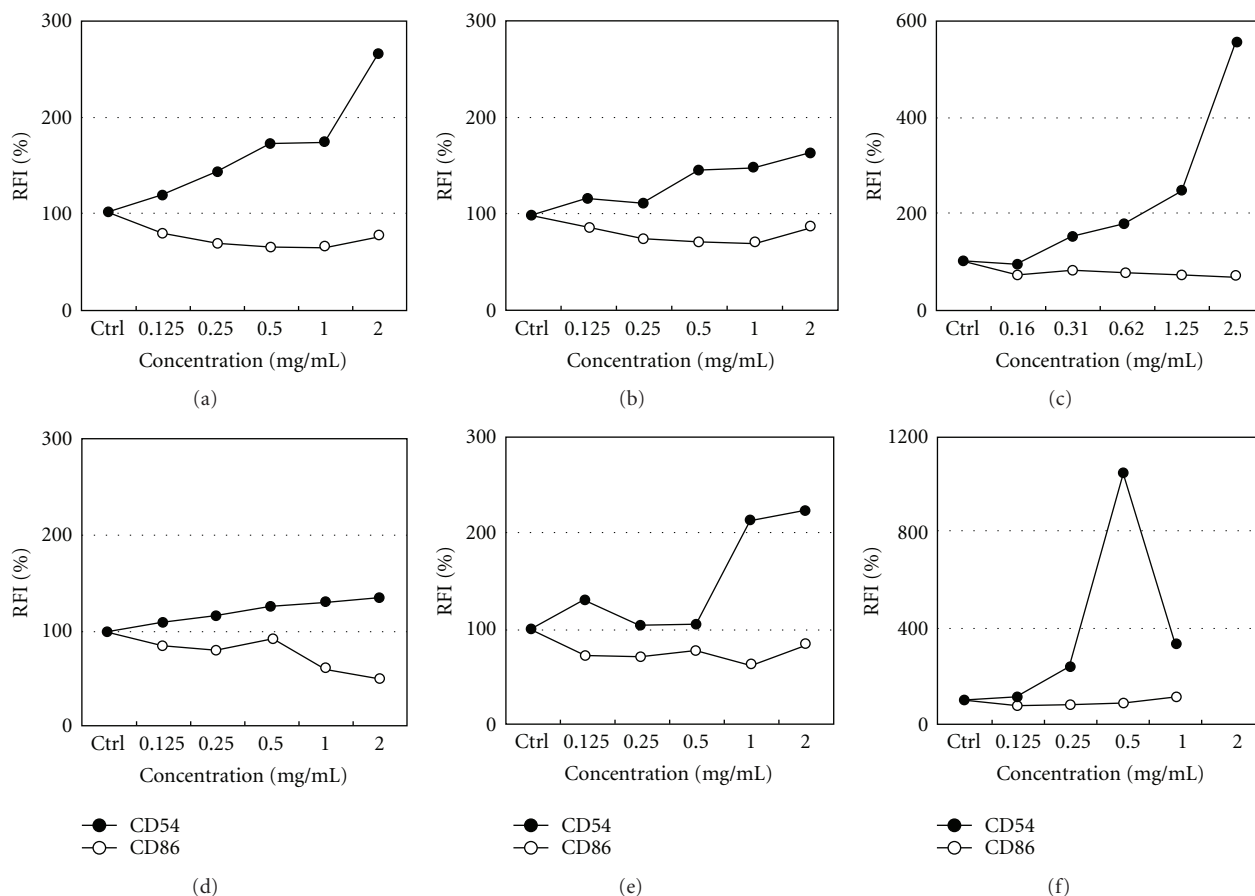 300
200
100
0
RFI (%)
Ctrl 0.125 0.25 0.5 1 2
Concentration (mg/mL)
(a)
300
200
100
0
RFI (%)
Ctrl 0.125 0.25 0.5 1 2
Concentration (mg/mL)
(b)
600
400
200
0
RFI (%)
Ctrl 0.16 0.31 0.62 1.25 2.5
Concentration (mg/mL)
(c)
300
200
100
0
RFI (%)
Ctrl 0.125 0.25 0.5 1 2
Concentration (mg/mL)
CD54
CD86
(d)
300
200
100
0
RFI (%)
Ctrl 0.125 0.25 0.5 1 2
Concentration (mg/mL)
CD54
CD86
(e)
1200
800
400
0
RFI (%)
Ctrl 0.125 0.25 0.5 1 2
Concentration (mg/mL)
CD54
CD86
(f)